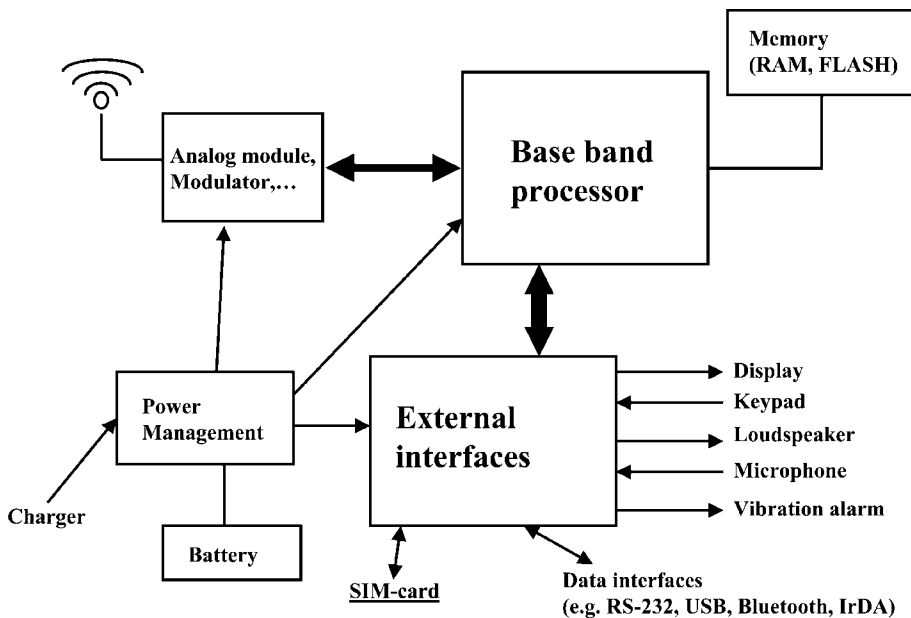 Memory
(RAM, FLASH)
Analog module,
Modulator,...
Base band
processor
Power
Management
External
interfaces
Display
Keypad
Loudspeaker
Microphone
Vibration alarm
Charger
Battery
SIM-card
Data interfaces
(e.g. RS-232, USB, Bluetooth, IrDA)